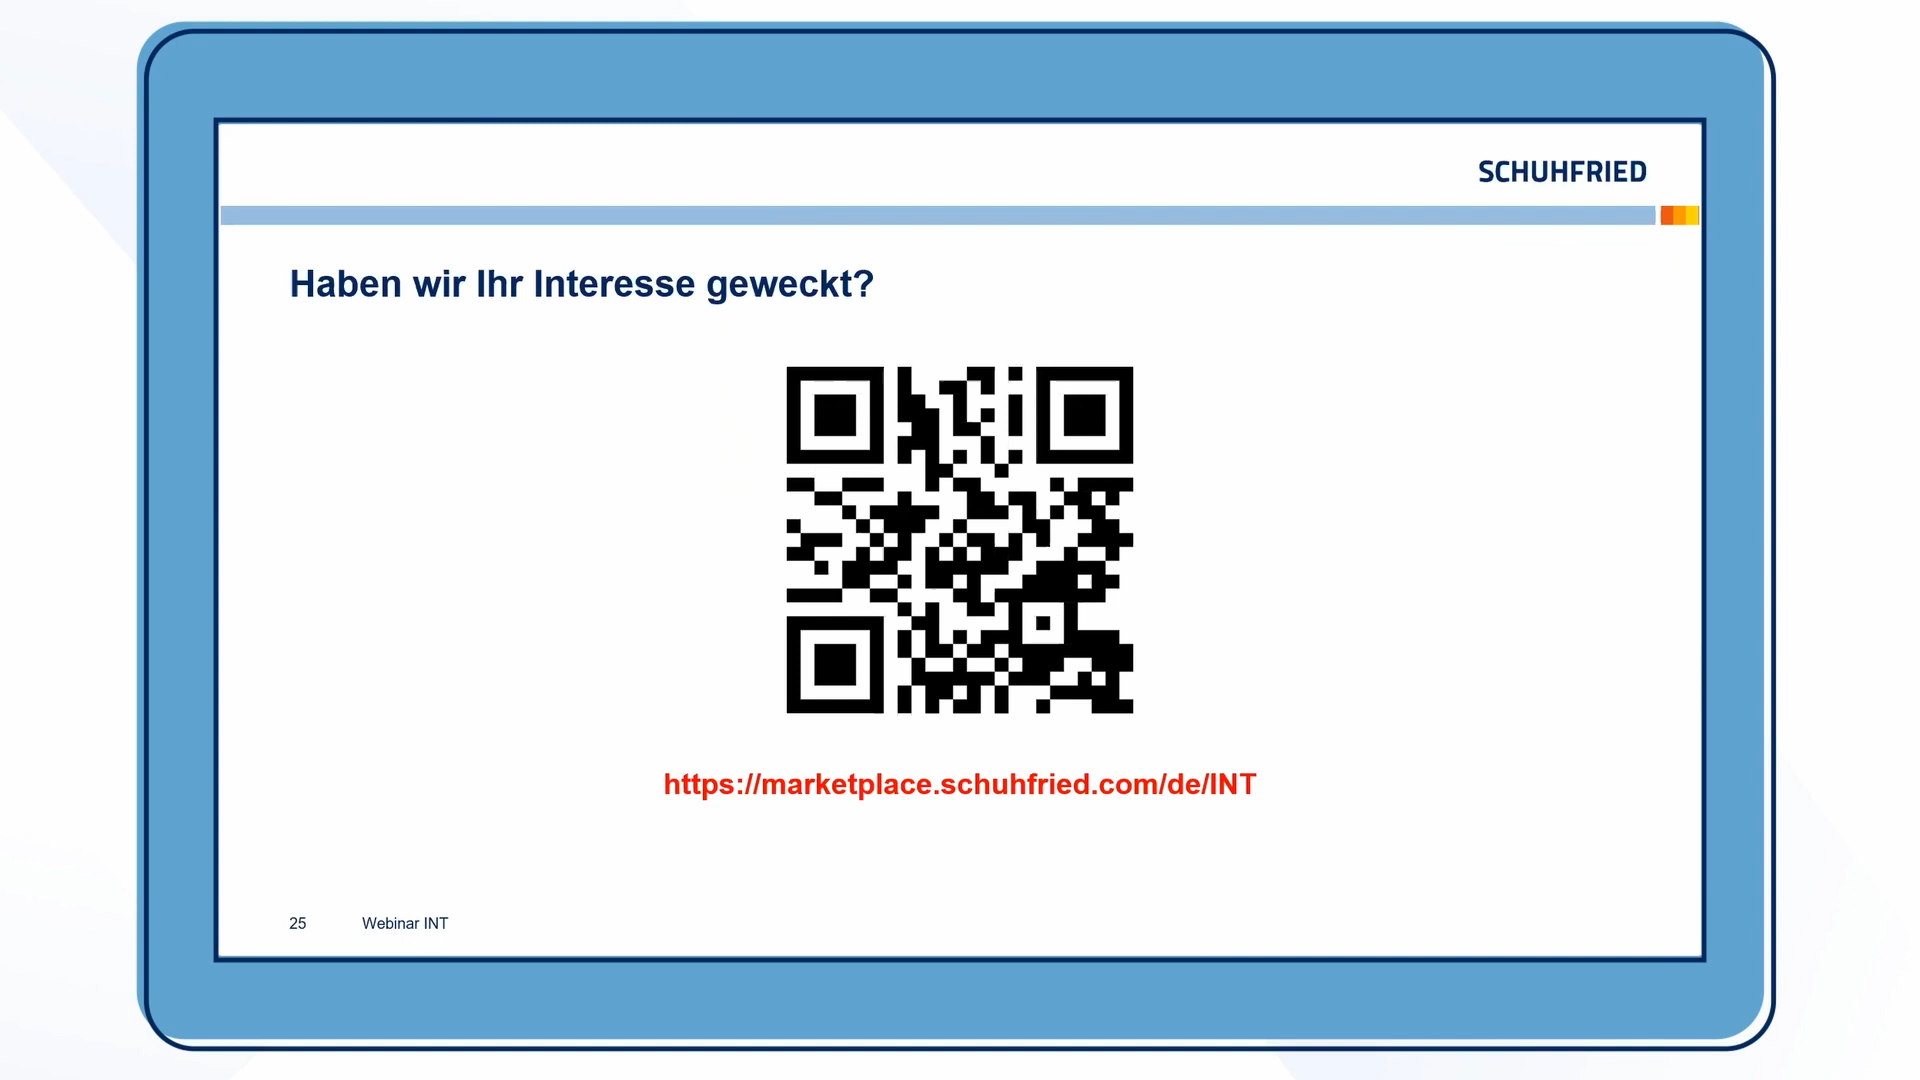 SCHUHFRIED
Haben wir Ihr Interesse geweckt?
https://marketplace.schuhfried.com/de/INT
25 Webinar INT